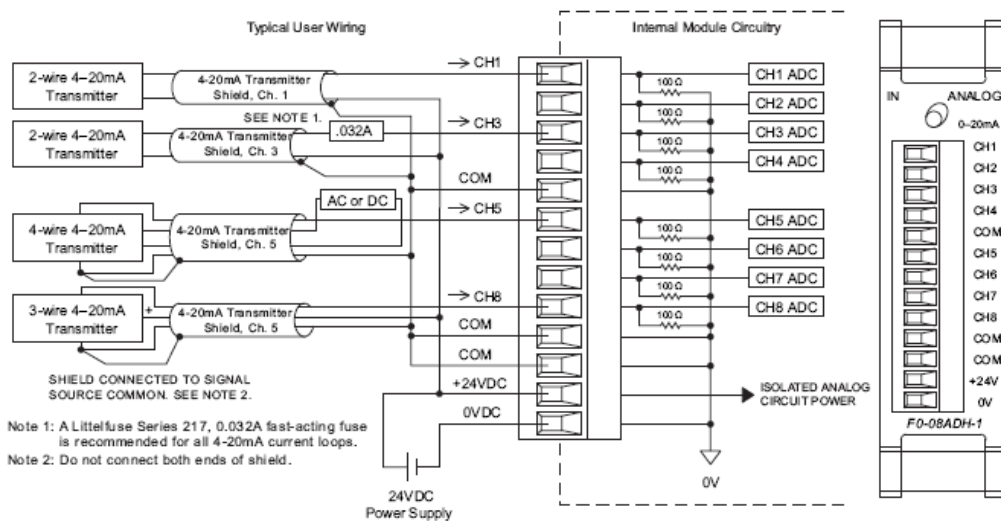 Typical User Wiring
Internal Module Circuitry
2-wire 4–20mA
Transmitter
4-20mA Transmitter
Shield, Ch. 1
→ CH1
SEE NOTE 1.
2-wire 4–20mA
Transmitter
4-20mA Transmitter
Shield, Ch. 3
.032A
→ CH3
COM
AC or DC
→ CH5
4-wire 4–20mA
Transmitter
4-20mA Transmitter
Shield, Ch. 5
3-wire 4–20mA
Transmitter
+
4-20mA Transmitter
Shield, Ch. 5
→ CH8
COM
COM
+24VDC
0VDC
SHIELD CONNECTED TO SIGNAL
SOURCE COMMON. SEE NOTE 2.
Note 1: A Littelfuse Series 217, 0.032A fast-acting fuse
is recommended for all 4-20mA current loops.
Note 2: Do not connect both ends of shield.
24VDC
Power Supply
100 Ω
CH1 ADC
100 Ω
CH2 ADC
100 Ω
CH3 ADC
100 Ω
CH4 ADC
100 Ω
CH5 ADC
100 Ω
CH6 ADC
100 Ω
CH7 ADC
100 Ω
CH8 ADC
ISOLATED ANALOG
CIRCUIT POWER
0V
IN ANALOG
0–20mA
CH1
CH2
CH3
CH4
COM
CH5
CH6
CH7
CH8
COM
COM
+24V
0V
F0-08ADH-1